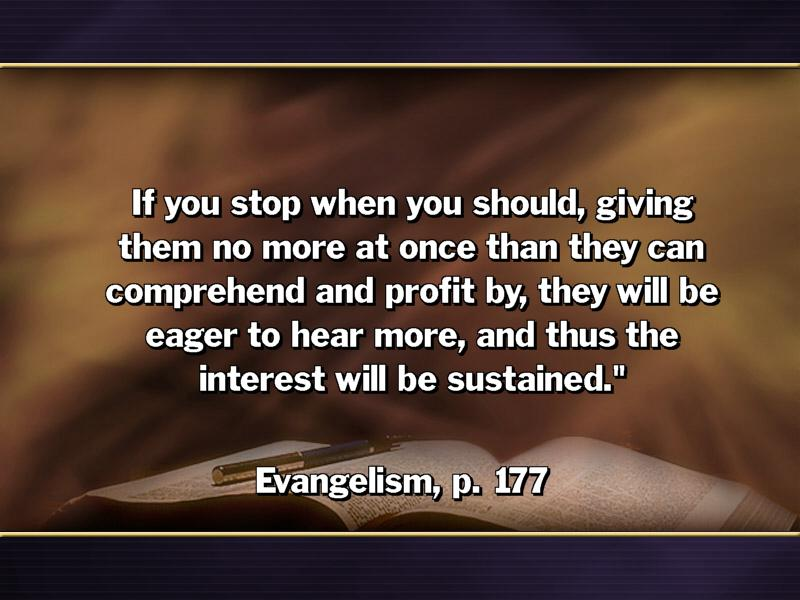 If you stop when you should, giving
them no more at once than they can
comprehend and profit by, they will be
eager to hear more, and thus the
interest will be sustained."
Evangelism, p. 177